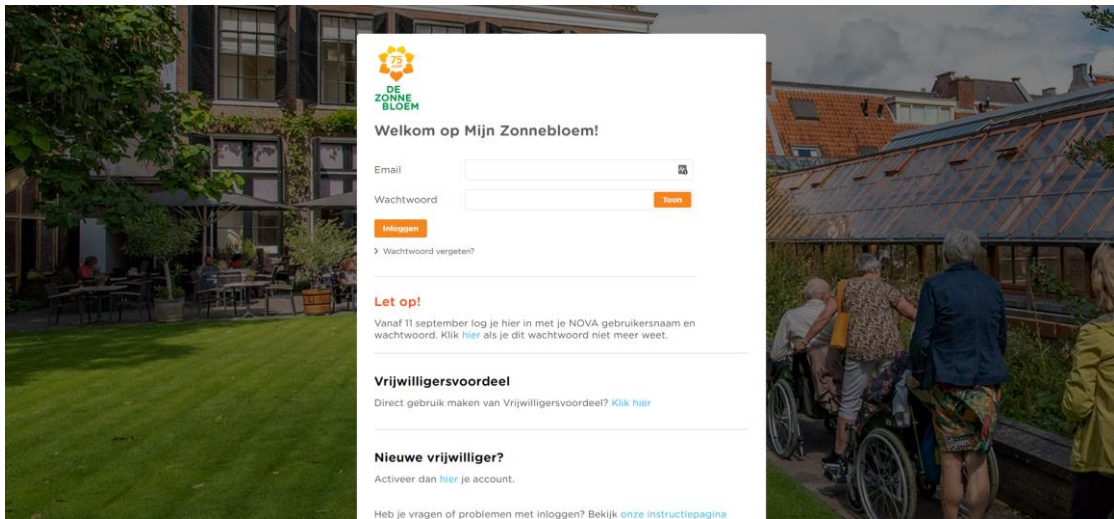 75
JAAR
DE
ZONNE
BLOEM
Welkom op Mijn Zonnebloem!
Email
Wachtwoord
Toon
Inloggen
> Wachtwoord vergeten?
Let op!
Vanaf 11 september log je hier in met je NOVA gebruikersnaam en
wachtwoord. Klik hier als je dit wachtwoord niet meer weet.
Vrijwilligersvoordeel
Direct gebruik maken van Vrijwilligersvoordeel? Klik hier
Nieuwe vrijwilliger?
Activeer dan hier je account.
Heb je vragen of problemen met inloggen? Bekijk onze instructiepagina